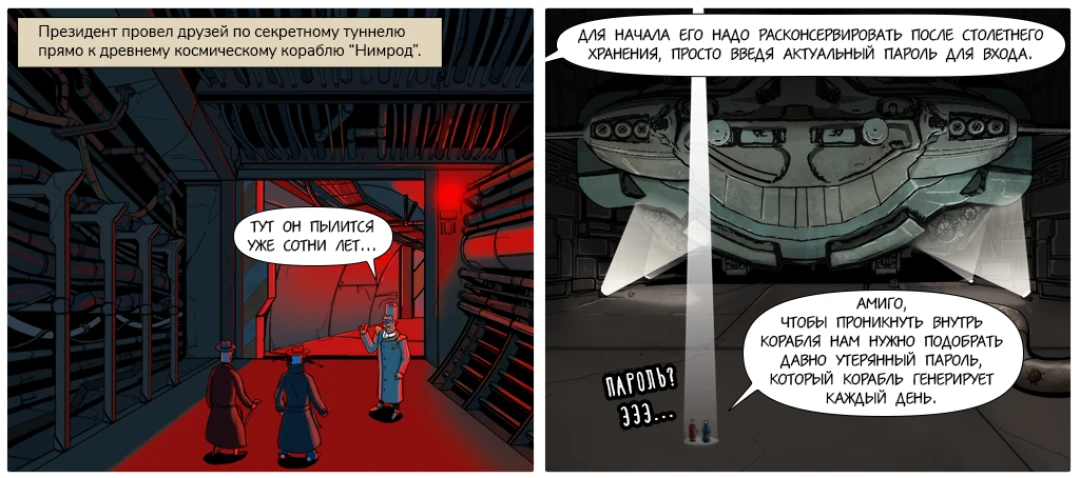 Президент провел друзей по секретному туннелю
прямо к древнему космическому кораблю “Нимрод”.
ТУТ ОН ПЫЛИТСЯ
УЖЕ СОТНИ ЛЕТ...
ДЛЯ НАЧАЛА ЕГО НАДО РАСКОНСЕРВИРОВАТЬ ПОСЛЕ СТОЛЕТНЕГО
ХРАНЕНИЯ, ПРОСТО ВВЕДЯ АКТУАЛЬНЫЙ ПАРОЛЬ ДЛЯ ВХОДА.
ПАРОЛЬ?
ЭЭЭ...
АМИГО,
ЧТОБЫ ПРОНИКНУТЬ ВНУТРЬ
КОРАБЛЯ НАМ НУЖНО ПОДОБРАТЬ
ДАВНО УТЕРЯННЫЙ ПАРОЛЬ,
КОТОРЫЙ КОРАБЛЬ ГЕНЕРИРУЕТ
КАЖДЫЙ ДЕНЬ.